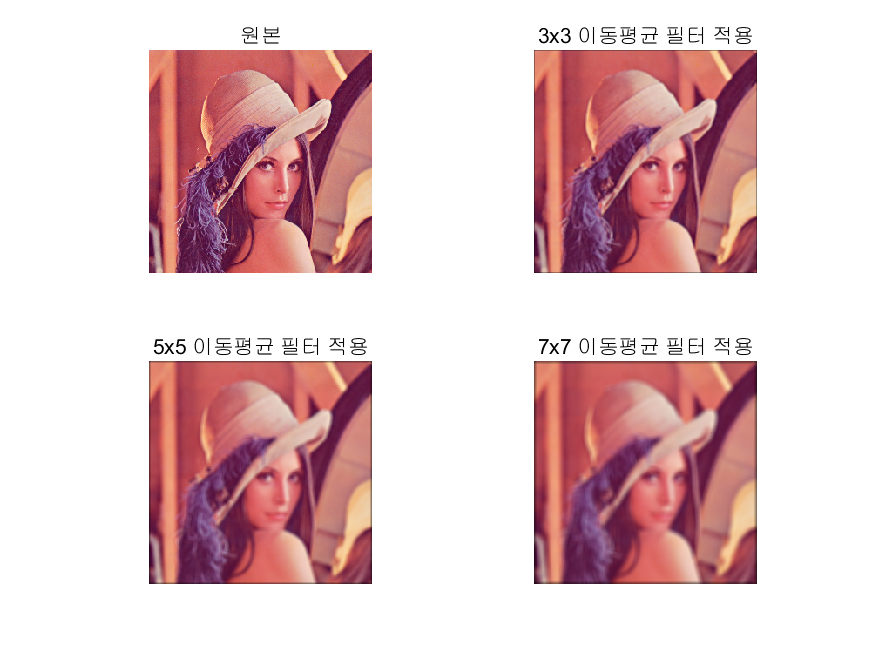 원본
3x3 이동평균 필터 적용
5x5 이동평균 필터 적용
7x7 이동평균 필터 적용